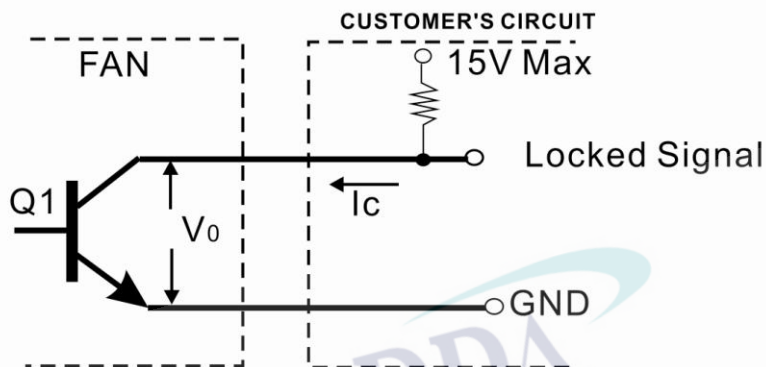 CUSTOMER'S CIRCUIT
FAN
15V Max
Locked Signal
Q1
Ic
V0
GND